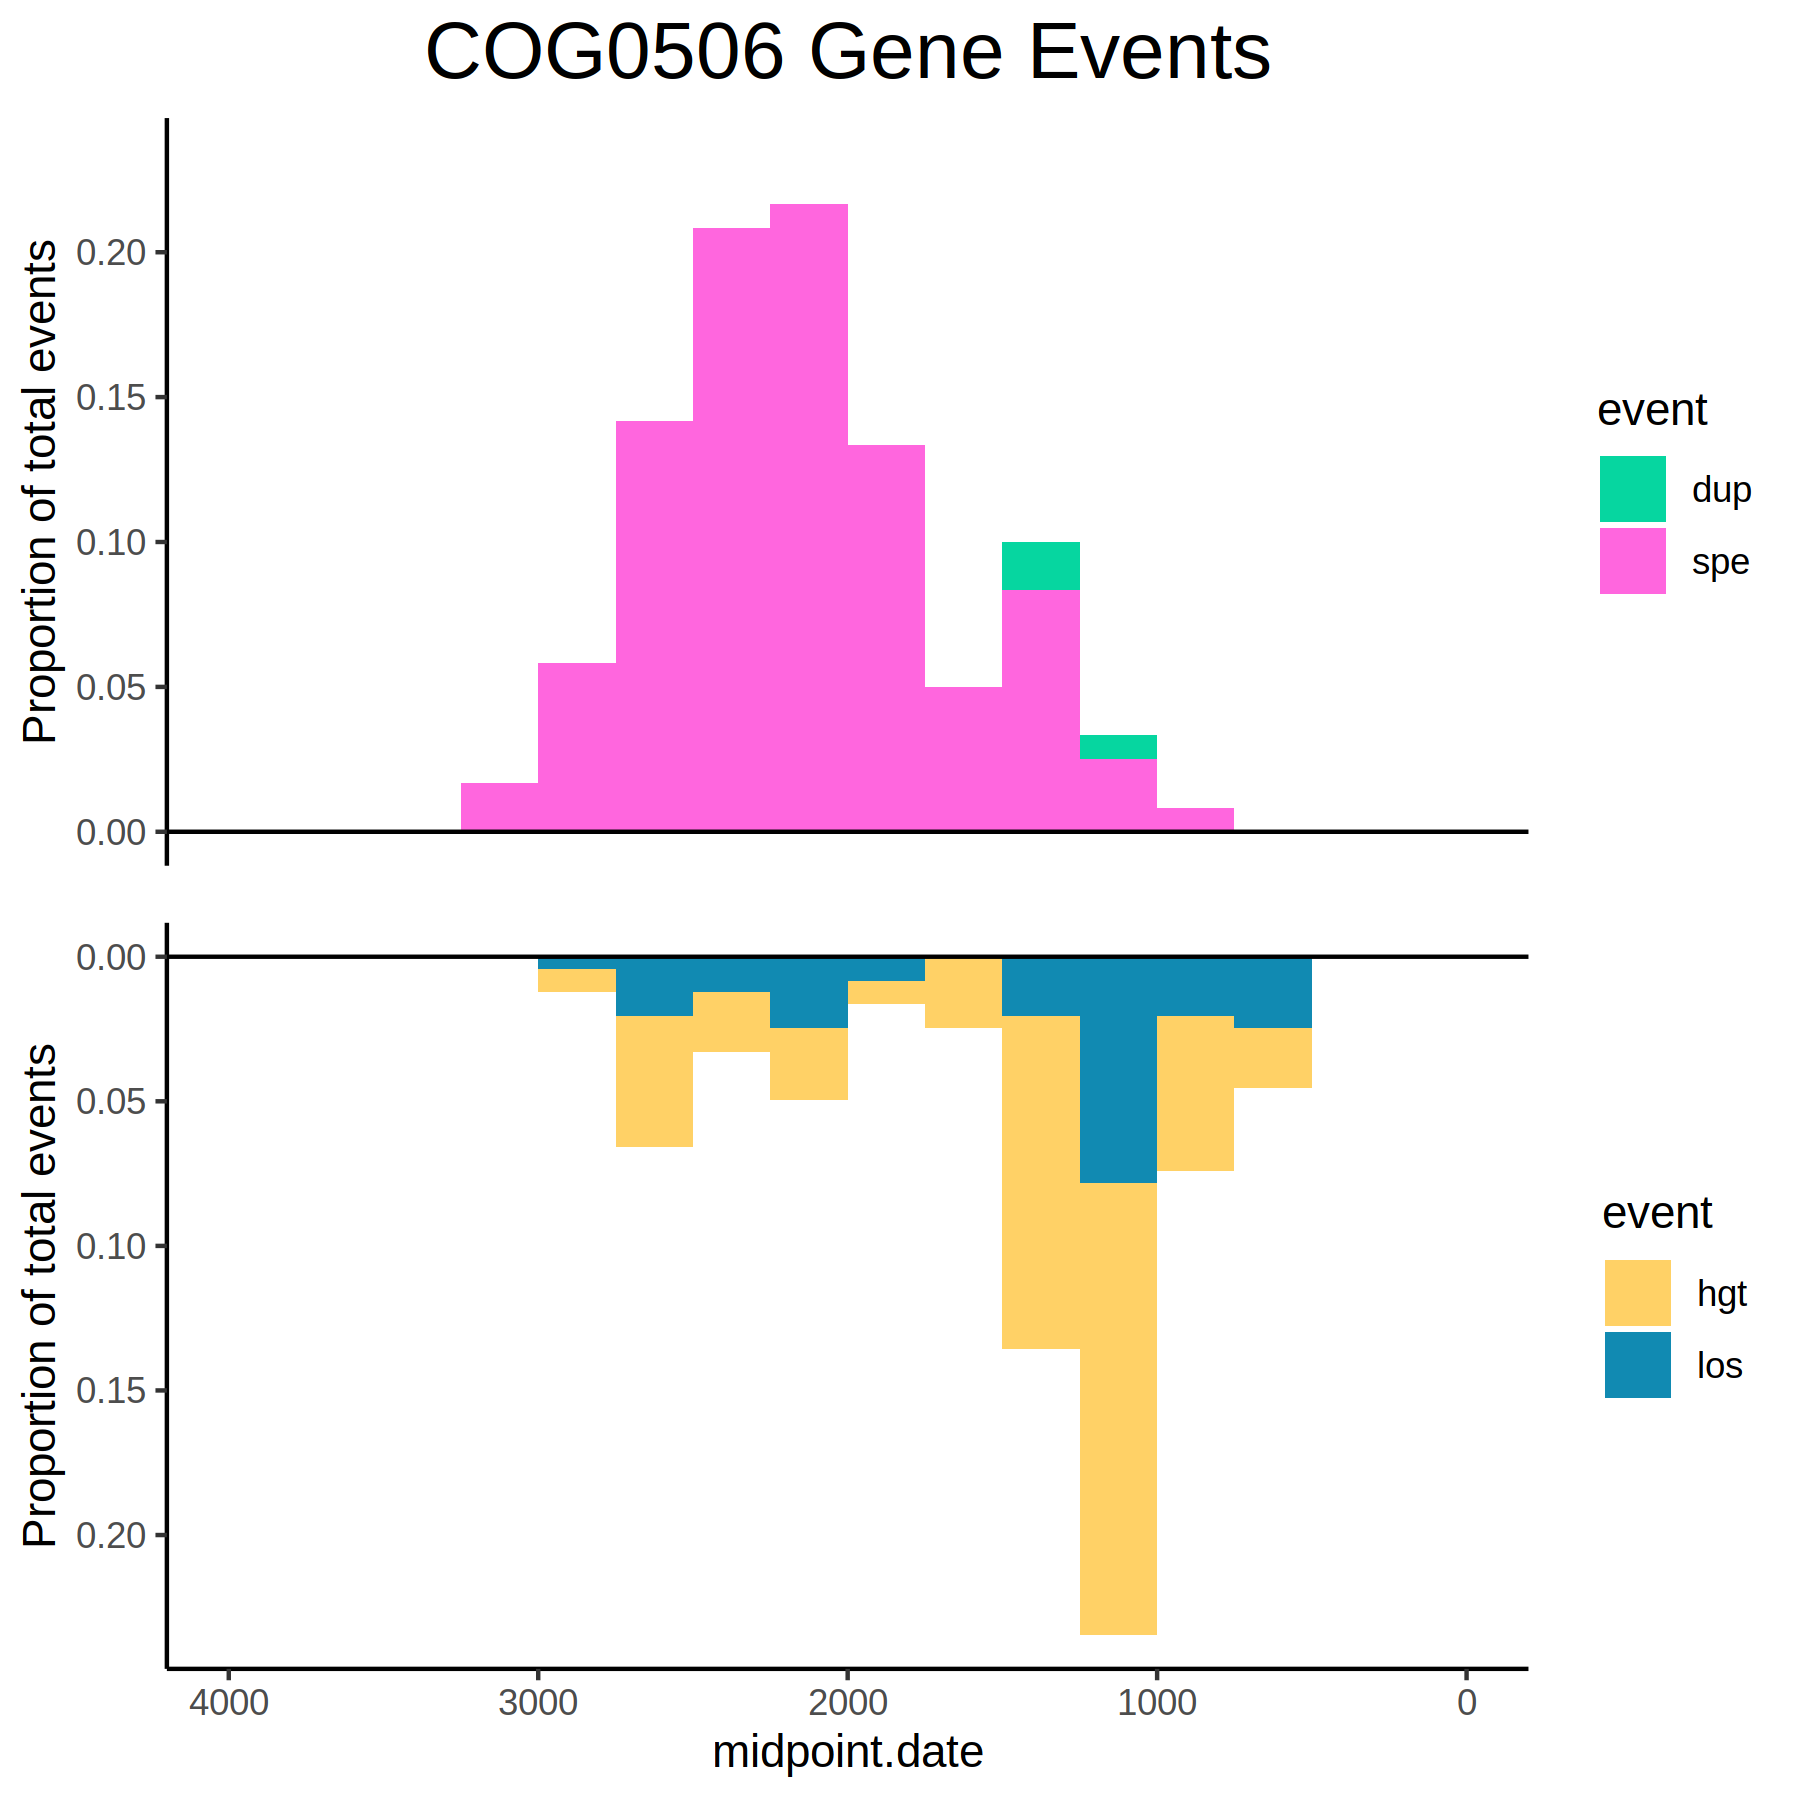 COG0506 Gene Events
Proportion of total events
0.20
0.15
0.10
0.05
0.00
event
dup
spe
Proportion of total events
0.00
0.05
0.10
0.15
0.20
event
hgt
los
4000 3000 2000 1000 0
midpoint.date